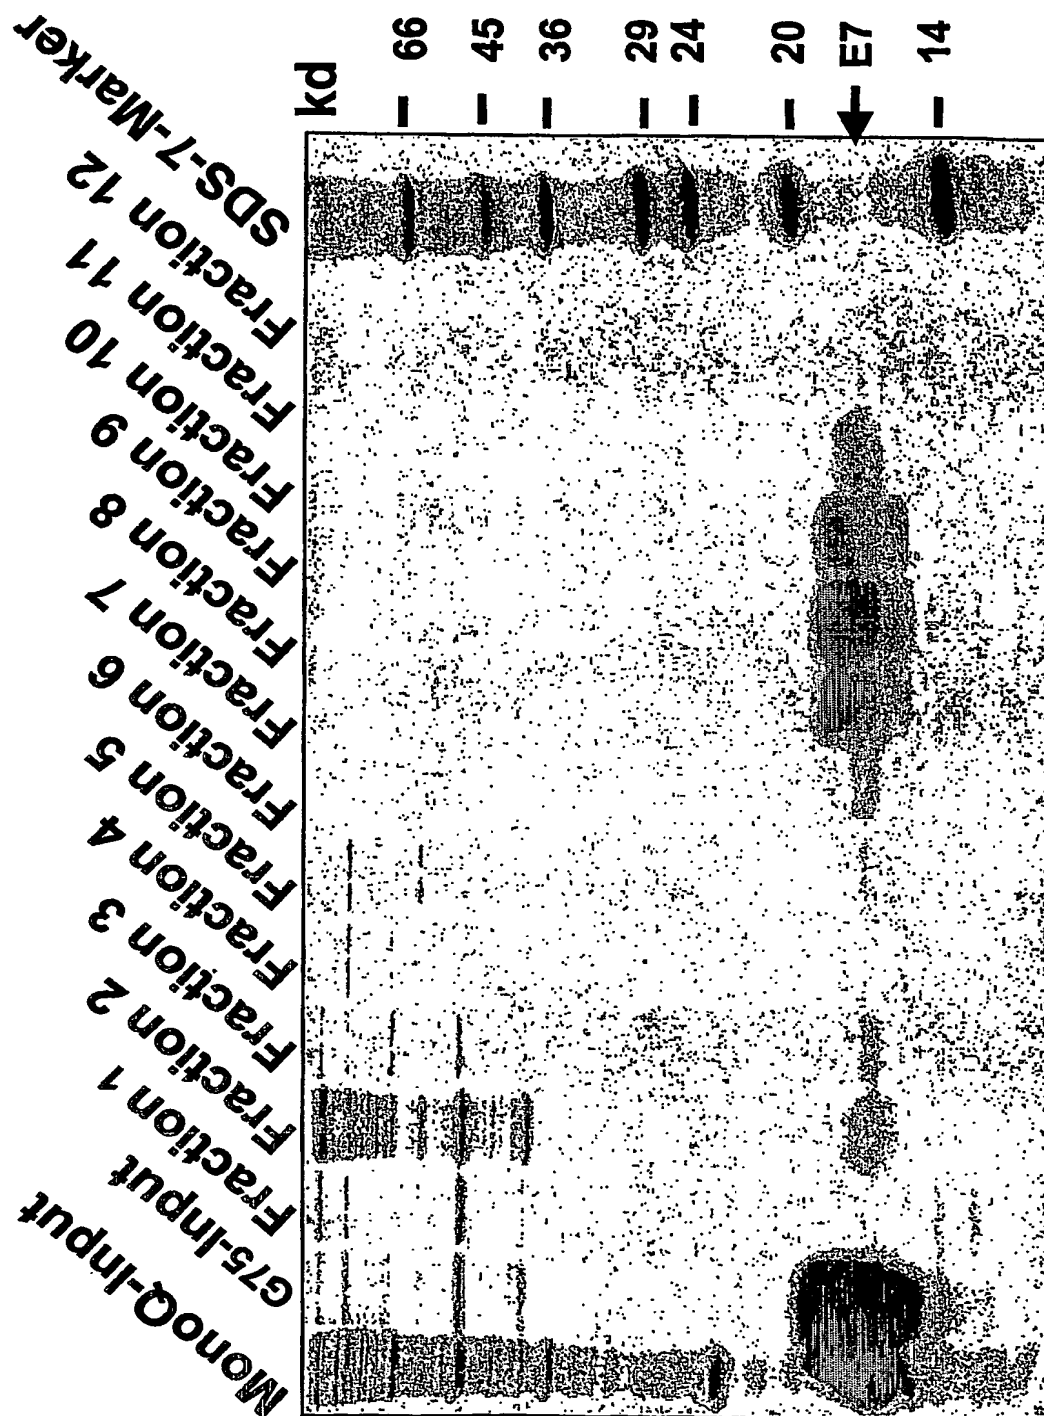 kd
66
45
36
29
24
20
E7
14
SDS-7-Marker
Fraction 12
Fraction 11
Fraction 10
Fraction 9
Fraction 8
Fraction 7
Fraction 6
Fraction 5
Fraction 4
Fraction 3
Fraction 2
Fraction 1
G75-Input
MonoQ-Input